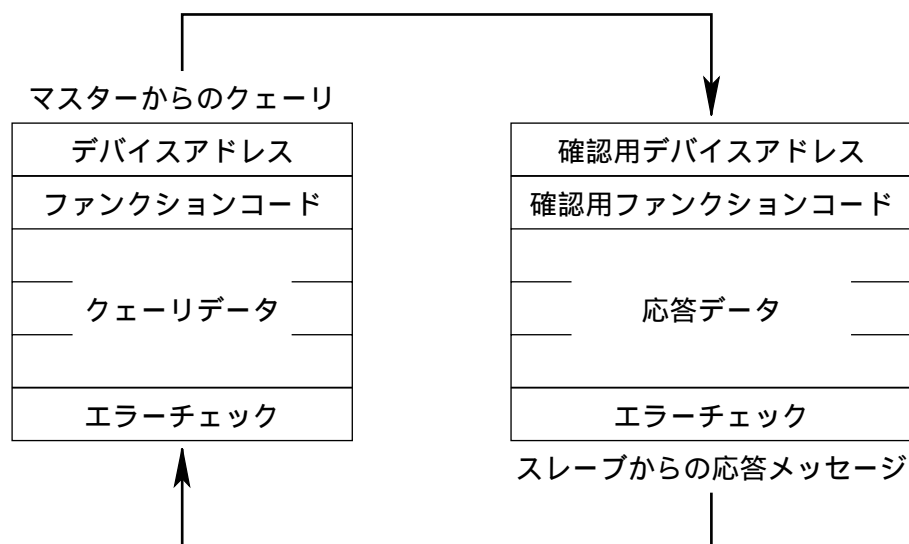 マスターからのクェーリ
デバイスアドレス
ファンクションコード
クェーリデータ
エラーチェック
確認用デバイスアドレス
確認用ファンクションコード
応答データ
エラーチェック
スレーブからの応答メッセージ